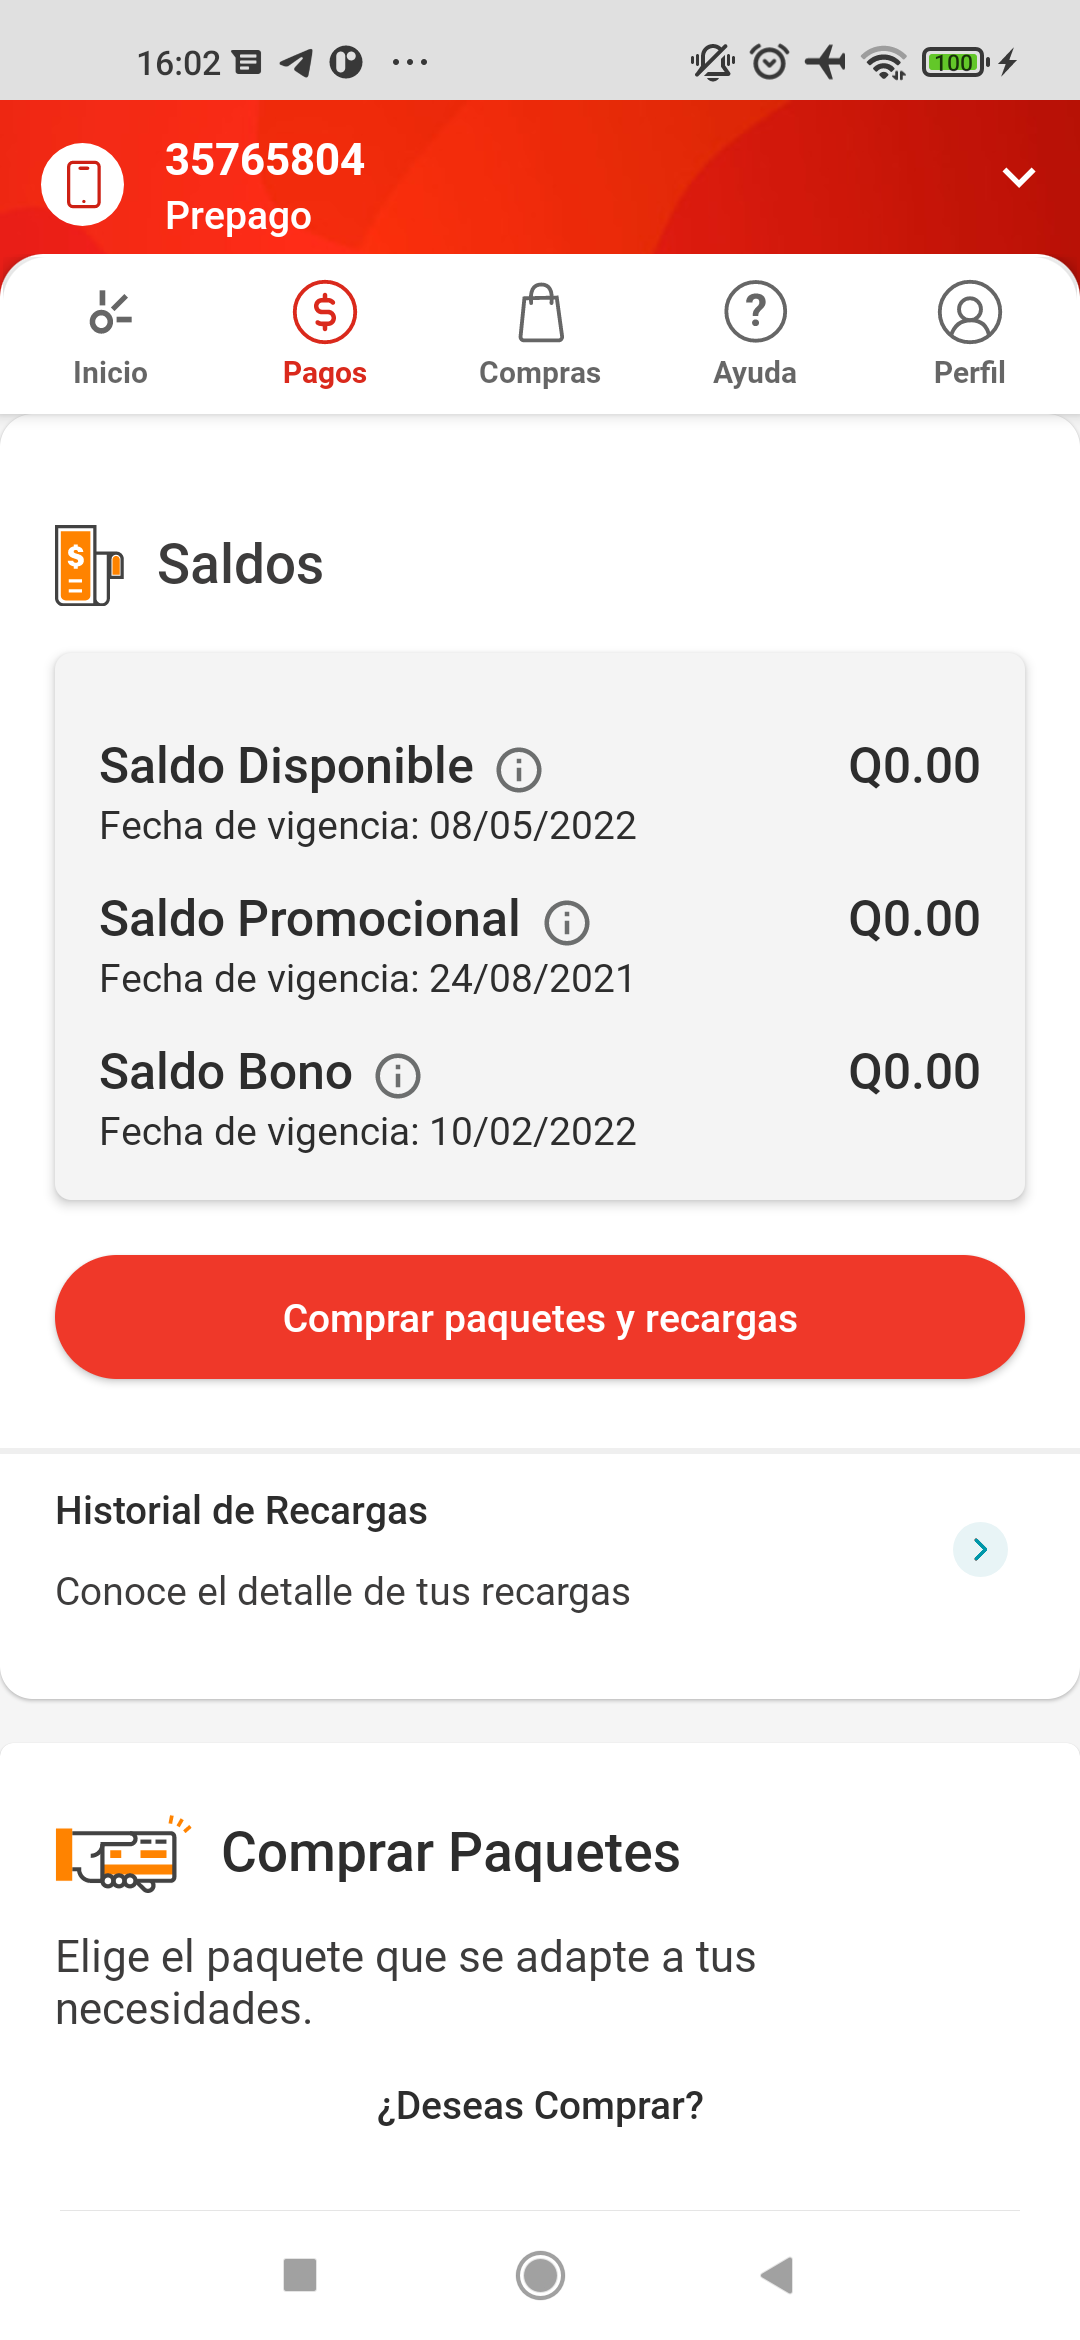 16:02
100
35765804
Prepago
Inicio
Pagos
Compras
Ayuda
Perfil
Saldos
Saldo Disponible Q0.00
Fecha de vigencia: 08/05/2022
Saldo Promocional Q0.00
Fecha de vigencia: 24/08/2021
Saldo Bono Q0.00
Fecha de vigencia: 10/02/2022
Comprar paquetes y recargas
Historial de Recargas
Conoce el detalle de tus recargas
Comprar Paquetes
Elige el paquete que se adapte a tus
necesidades.
¿Deseas Comprar?